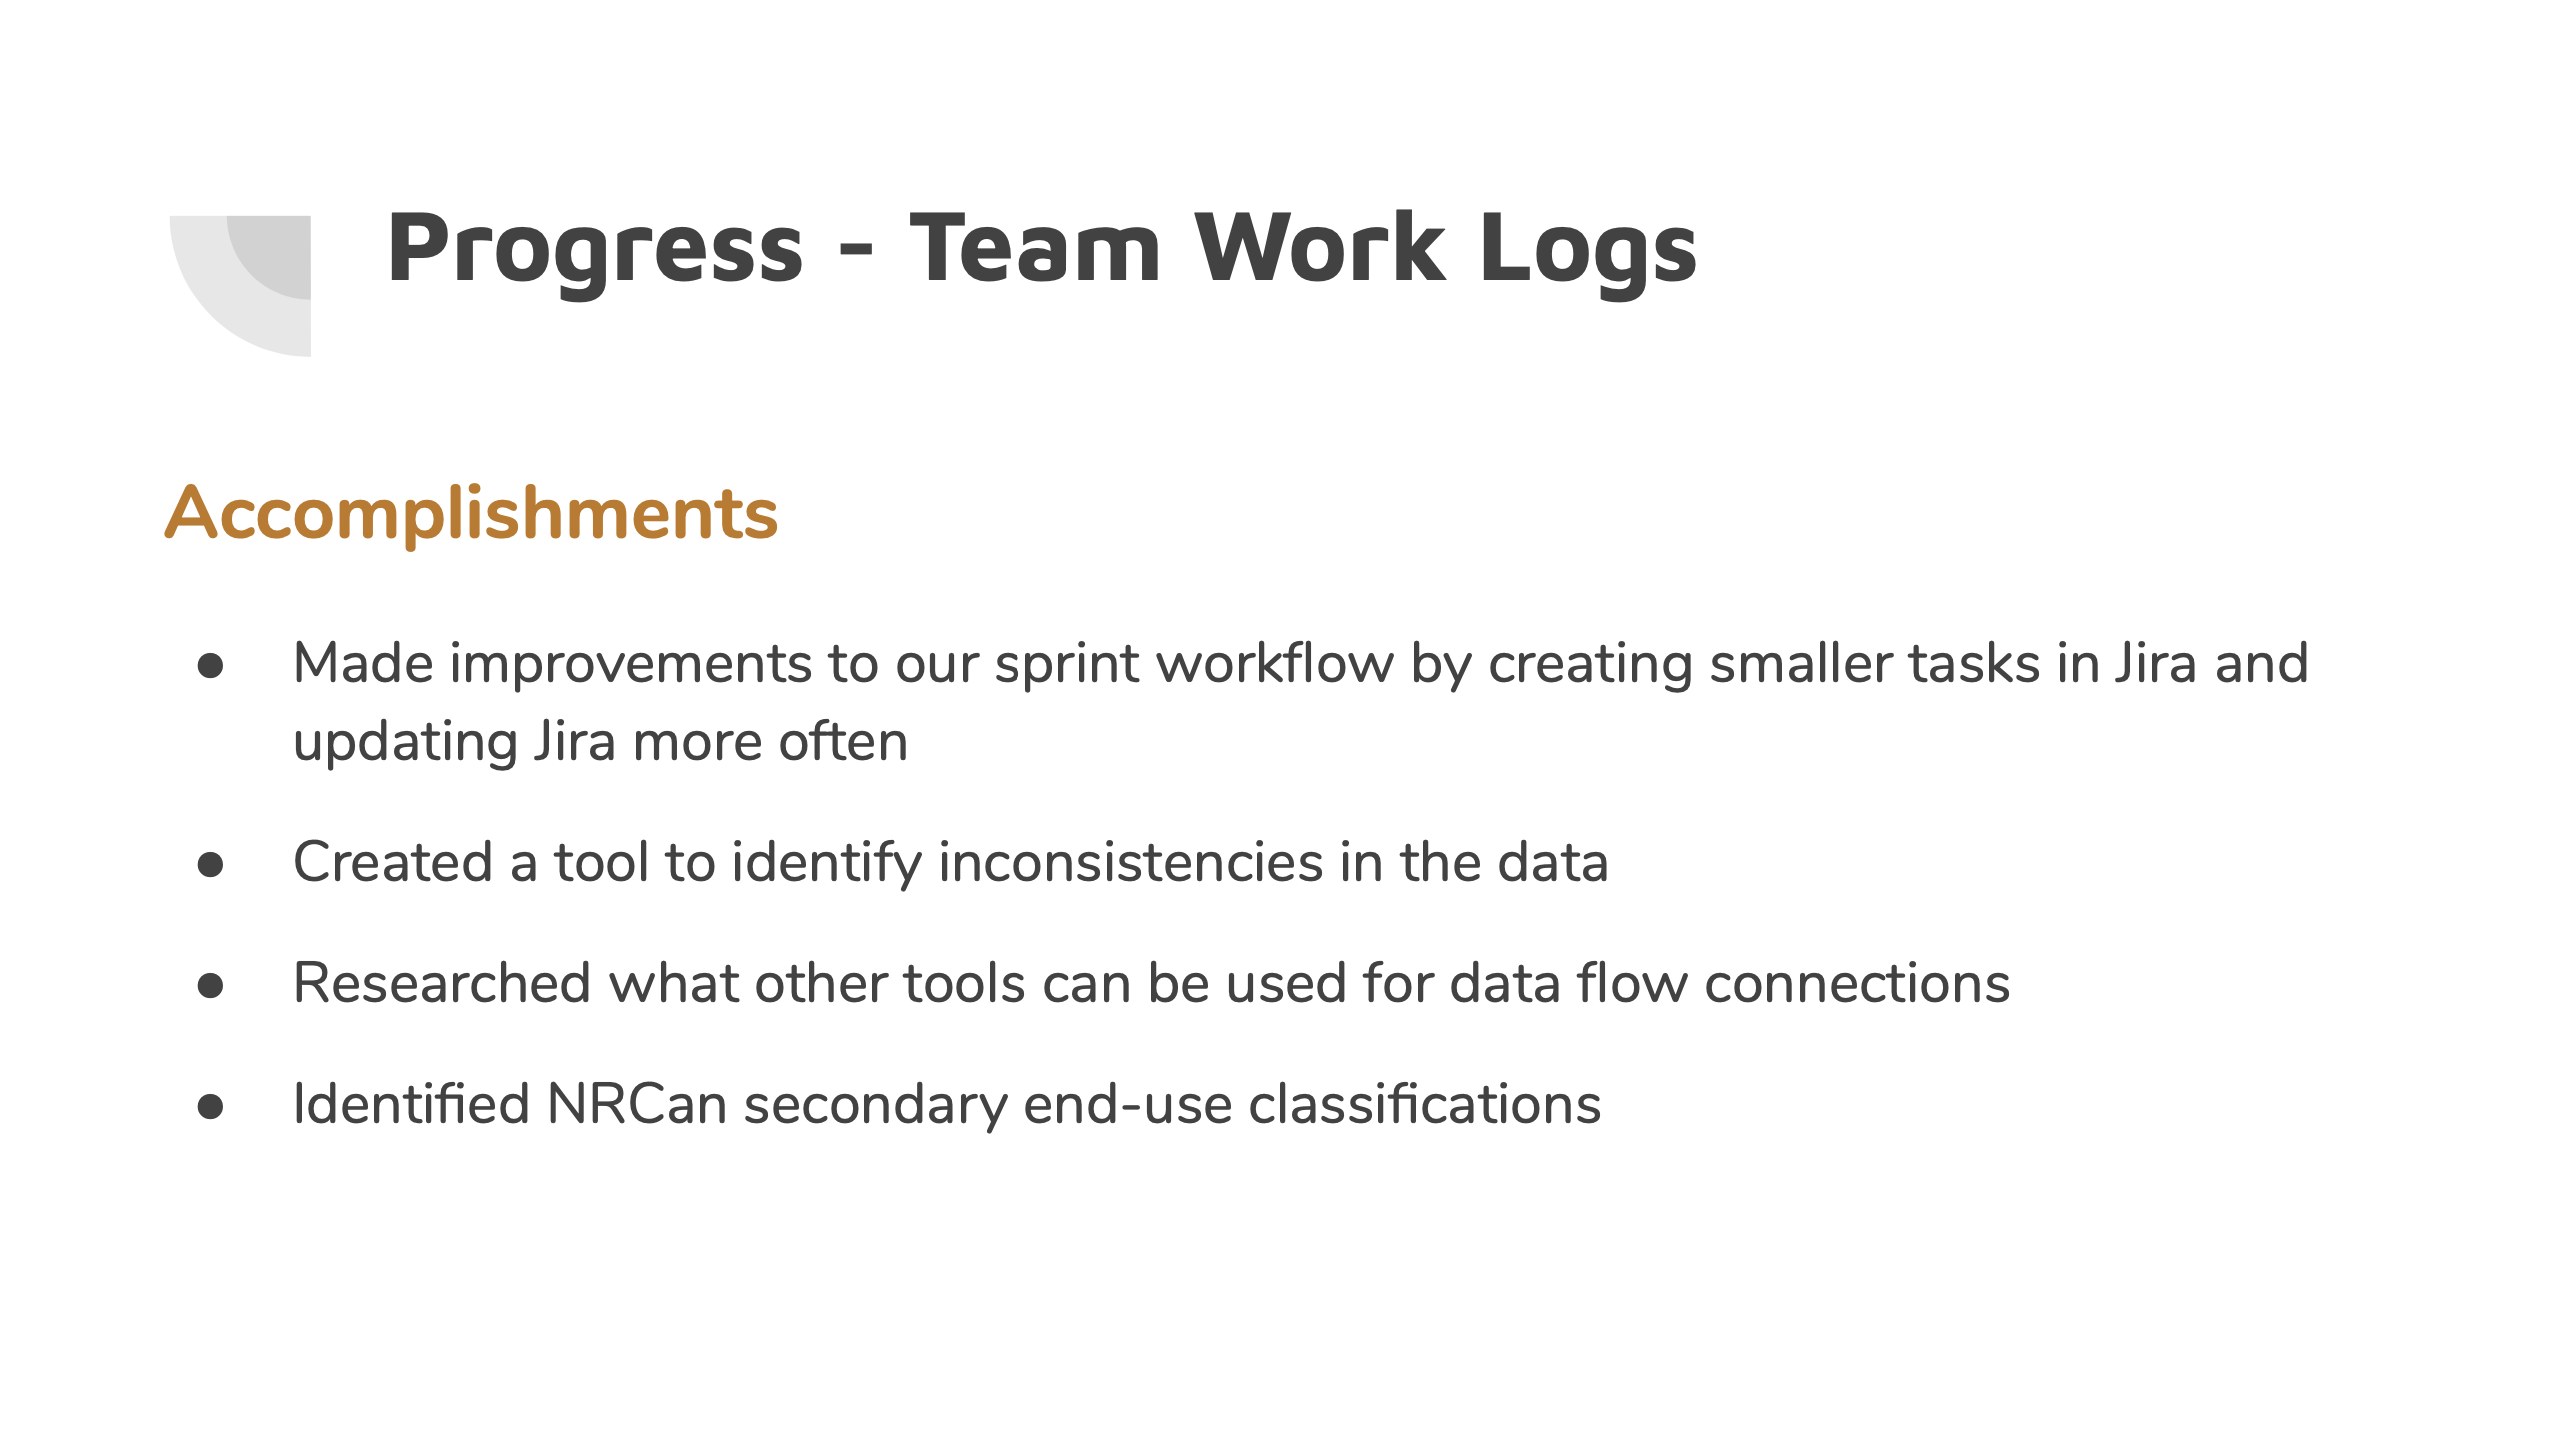 Progress - Team Work Logs
Accomplishments
● Made improvements to our sprint workflow by creating smaller tasks in Jira and
updating Jira more often
● Created a tool to identify inconsistencies in the data
● Researched what other tools can be used for data flow connections
● Identified NRCan secondary end-use classifications